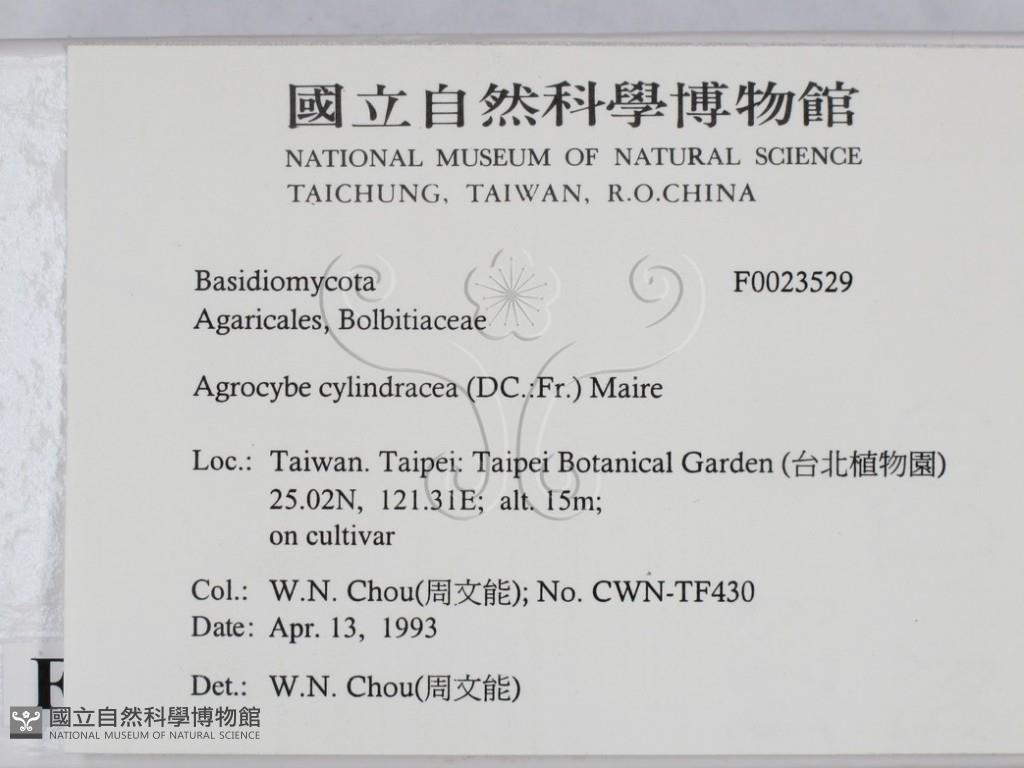 國立自然科學博物館
NATIONAL MUSEUM OF NATURAL SCIENCE
TAICHUNG, TAIWAN, R.O.CHINA
Basidiomycota F0023529
Agaricales, Bolbitiaceae
Agrocybe cylindracea (DC.:Fr.) Maire
Loc.: Taiwan. Taipei: Taipei Botanical Garden (台北植物園)
25.02N, 121.31E; alt. 15m;
on cultivar
Col.: W.N. Chou(周文能); No. CWN-TF430
Date: Apr. 13, 1993
Det.: W.N. Chou(周文能)
F
國立自然科學博物館
NATIONAL MUSEUM OF NATURAL SCIENCE